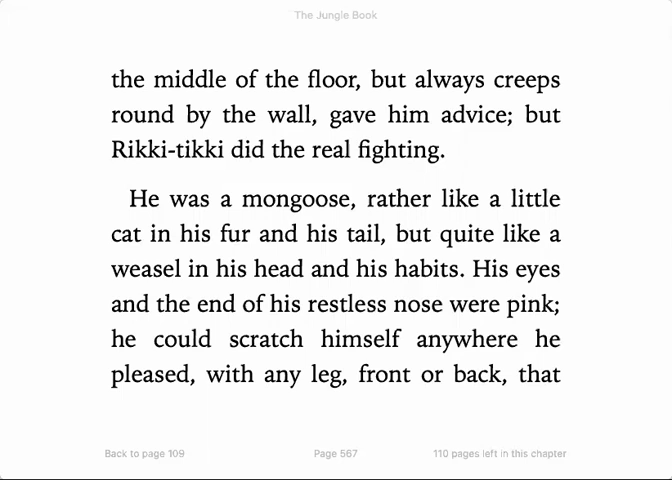 The Jungle Book
the middle of the floor, but always creeps
round by the wall, gave him advice; but
Rikki-tikki did the real fighting.
He was a mongoose, rather like a little
cat in his fur and his tail, but quite like a
weasel in his head and his habits. His eyes
and the end of his restless nose were pink;
he could scratch himself anywhere he
pleased, with any leg, front or back, that
Back to page 109
Page 567
110 pages left in this chapter